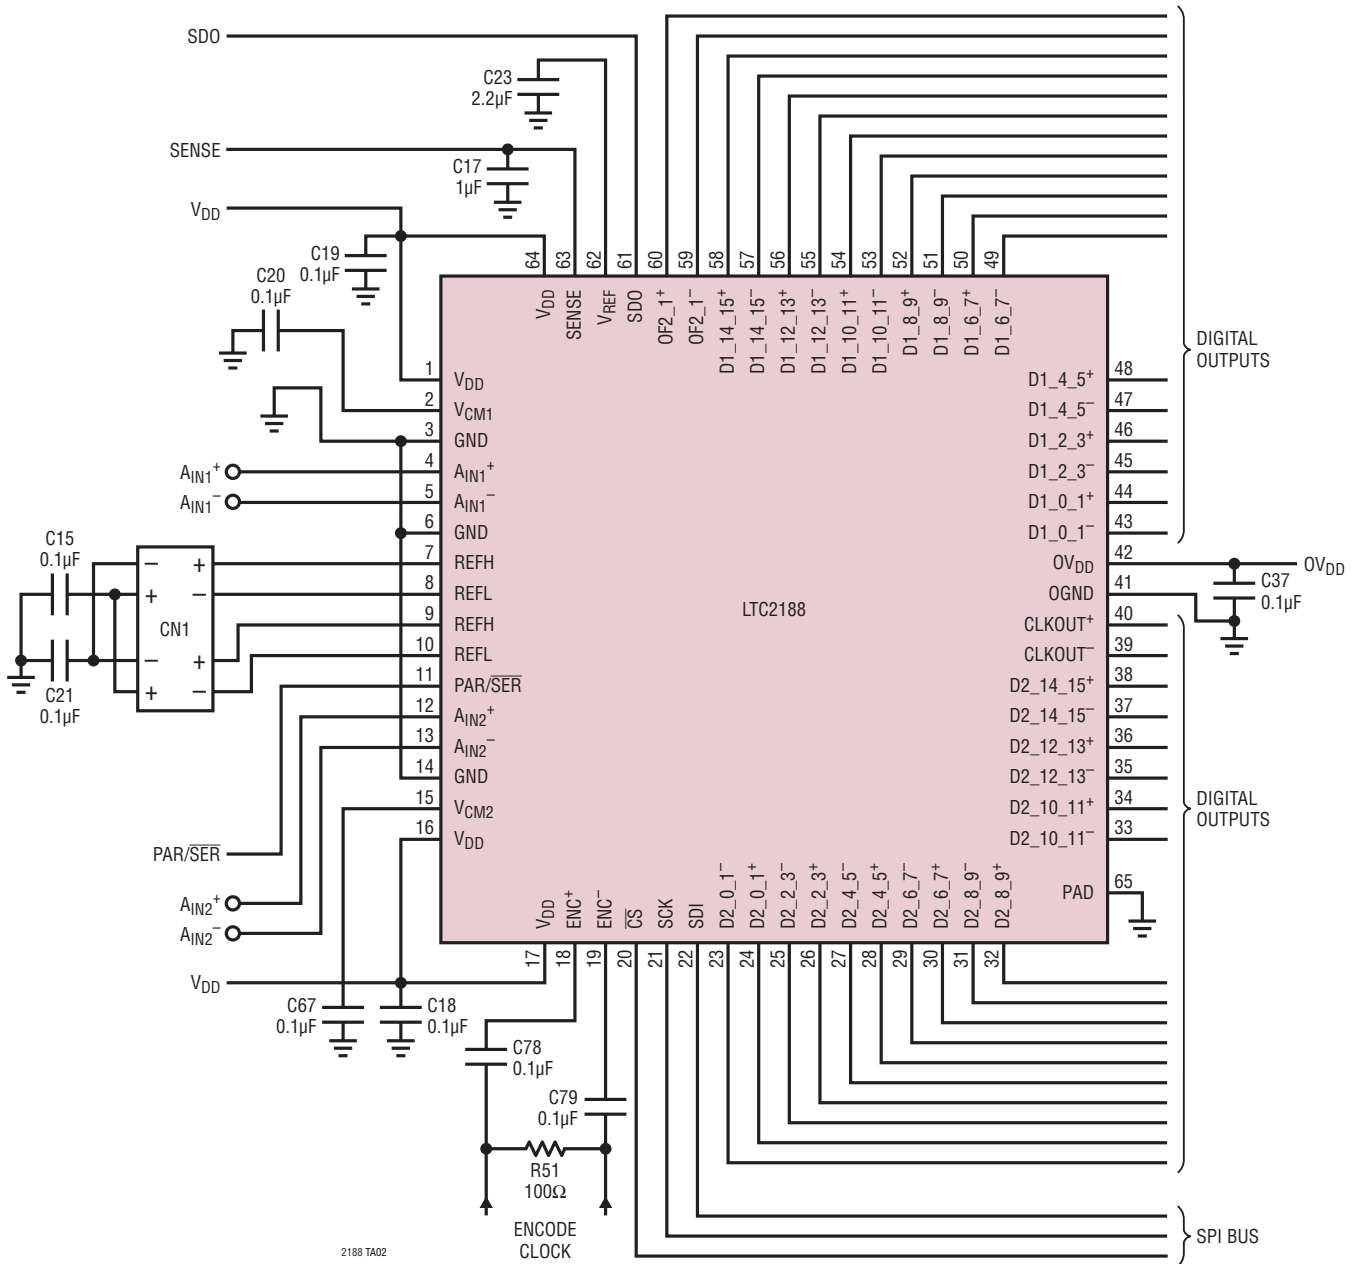 SDO
C23
2.2µF
SENSE
C17
1µF
VDD
C19
0.1µF
C20
0.1µF
64
63
62
61
60
59
58
57
56
55
54
53
52
51
50
49
VDD
SENSE
VREF
SDO
OF2_1+
OF2_1–
D1_14_15+
D1_14_15–
D1_12_13+
D1_12_13–
D1_10_11+
D1_10_11–
D1_8_9+
D1_8_9–
D1_6_7+
D1_6_7–
DIGITAL
OUTPUTS
1 VDD
2 VCM1
3 GND
4 AIN1+
5 AIN1–
6 GND
7 REFH
8 REFL
9 REFH
10 REFL
11 PAR/SER
12 AIN2+
13 AIN2–
14 GND
15 VCM2
16 VDD
AIN1+
AIN1–
C15
0.1µF
– +
+ –
CN1
– +
+ –
C21
0.1µF
PAR/SER
AIN2+
AIN2–
VDD
LTC2188
D1_4_5+ 48
D1_4_5– 47
D1_2_3+ 46
D1_2_3– 45
D1_0_1+ 44
D1_0_1– 43
OVDD 42
OGND 41
CLKOUT+ 40
CLKOUT– 39
D2_14_15+ 38
D2_14_15– 37
D2_12_13+ 36
D2_12_13– 35
D2_10_11+ 34
D2_10_11– 33
PAD 65
OVDD
C37
0.1µF
DIGITAL
OUTPUTS
VDD
ENC+
ENC–
CS
SCK
SDI
D2_0_1–
D2_0_1+
D2_2_3–
D2_2_3+
D2_4_5–
D2_4_5+
D2_6_7–
D2_6_7+
D2_8_9–
D2_8_9+
17
18
19
20
21
22
23
24
25
26
27
28
29
30
31
32
C67
0.1µF
C18
0.1µF
C78
0.1µF
C79
0.1µF
R51
100Ω
ENCODE
CLOCK
SPI BUS
2188 TA02